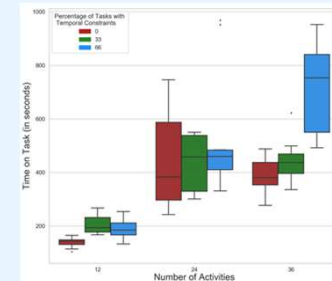 1000
Percentage of Tasks with
Temporal Constraints
0
33
66
800
600
400
200
Time on Task (in seconds)
12
24
36
Number of Activities